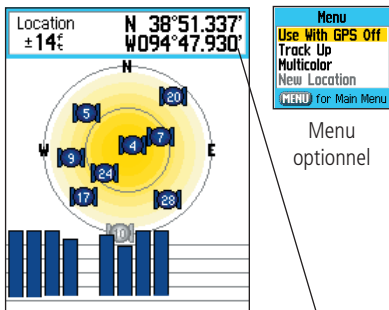 Location
N 38°51.337'
±14ft
W094°47.930'
N
20
5
7
4
W
E
9
24
17
28
10
Menu
Use With GPS Off
Track Up
Multicolor
New Location
MENU for Main Menu
Menu
optionnel